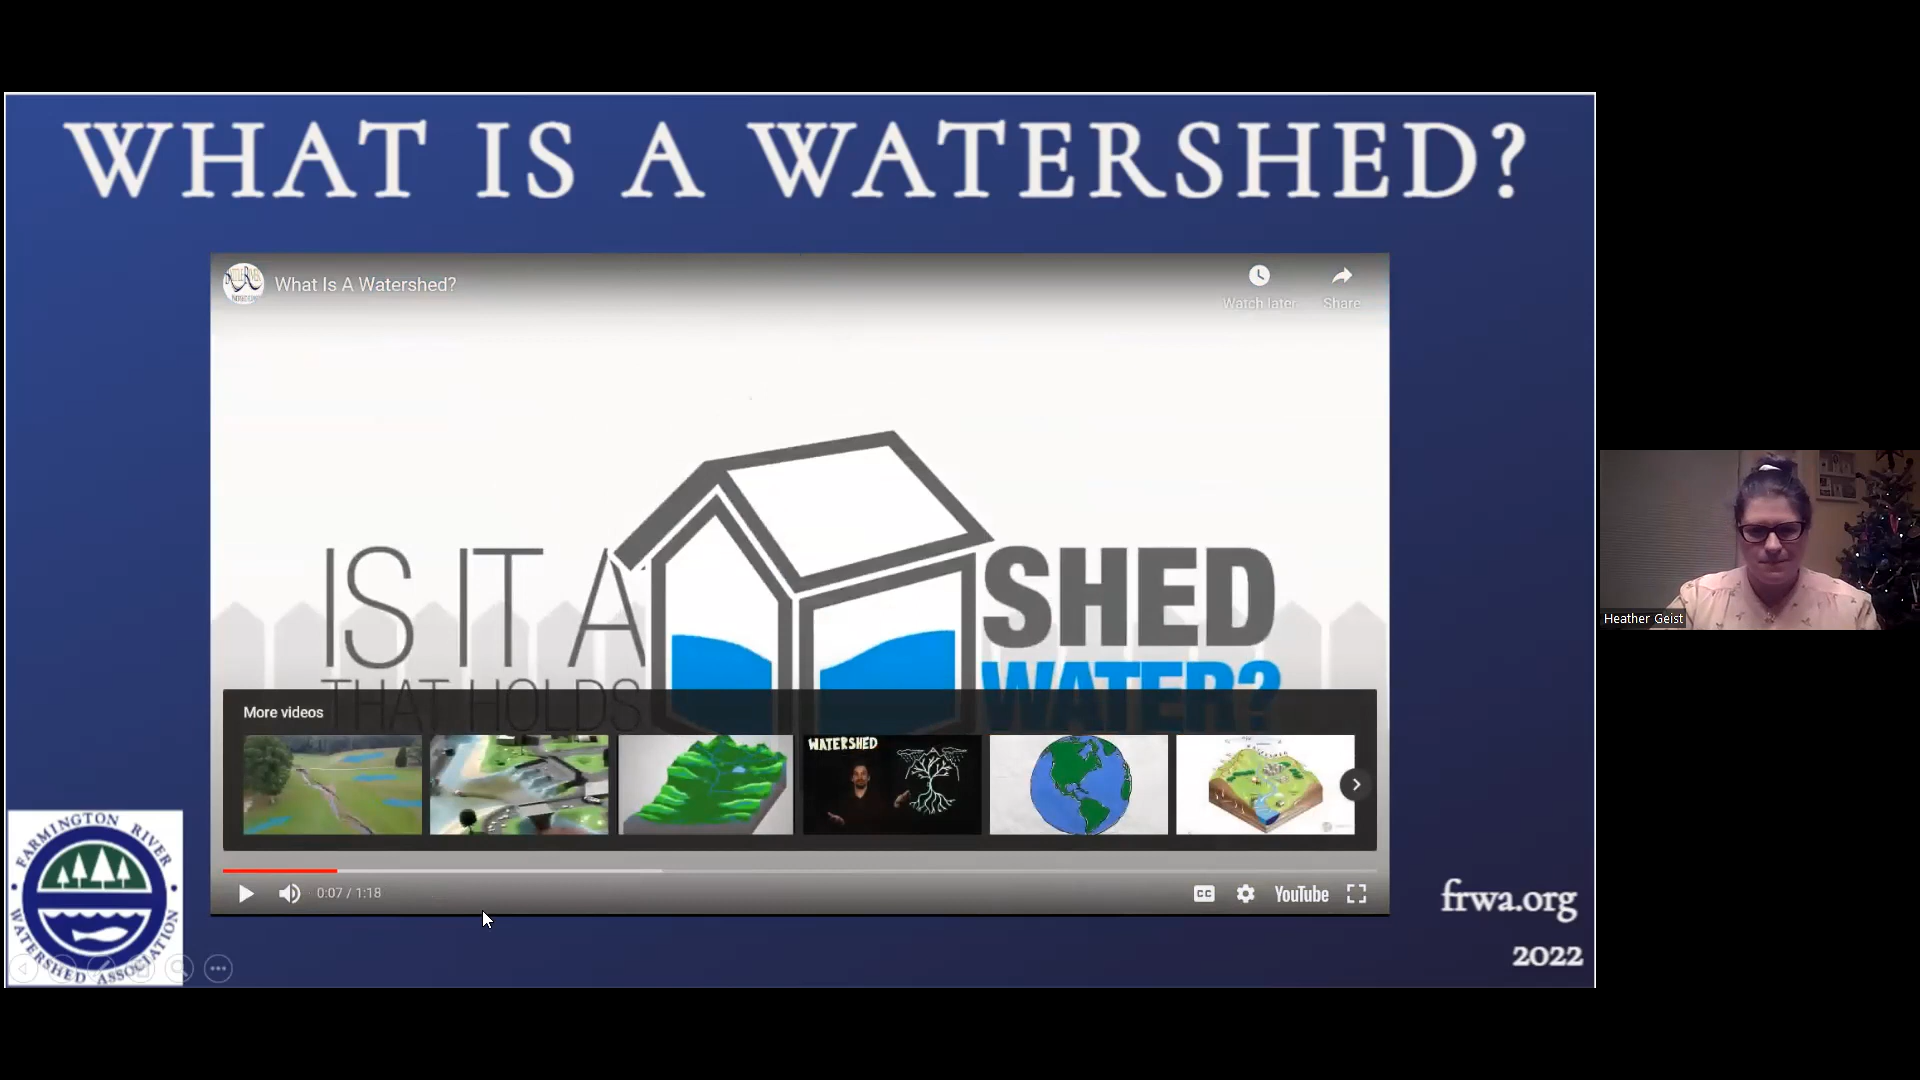 WHAT IS A WATERSHED?
What Is A Watershed?
Watch later
Share
IS IT A SHED
THAT HOLDS WATER?
More videos
WATERSHED
0:07 / 1:18
CC
YouTube
FARMINGTON RIVER
WATERSHED ASSOCIATION
frwa.org
2022
Heather Geist